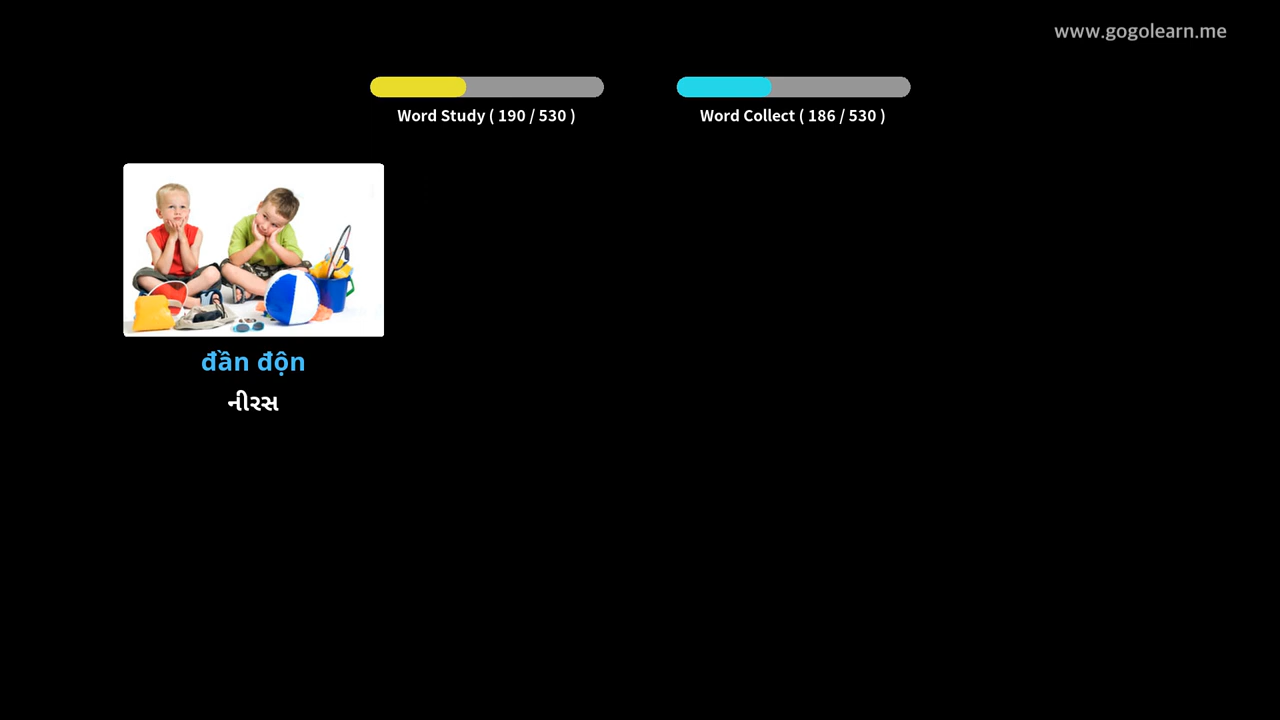 www.gogolearn.me
Word Study ( 190 / 530 )
Word Collect ( 186 / 530 )
đần độn
નીરસ